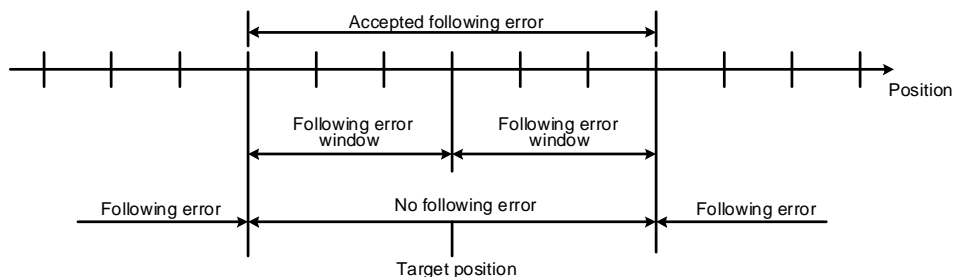 Accepted following error
Position
Following error
window
Following error
window
Following error
No following error
Following error
Target position